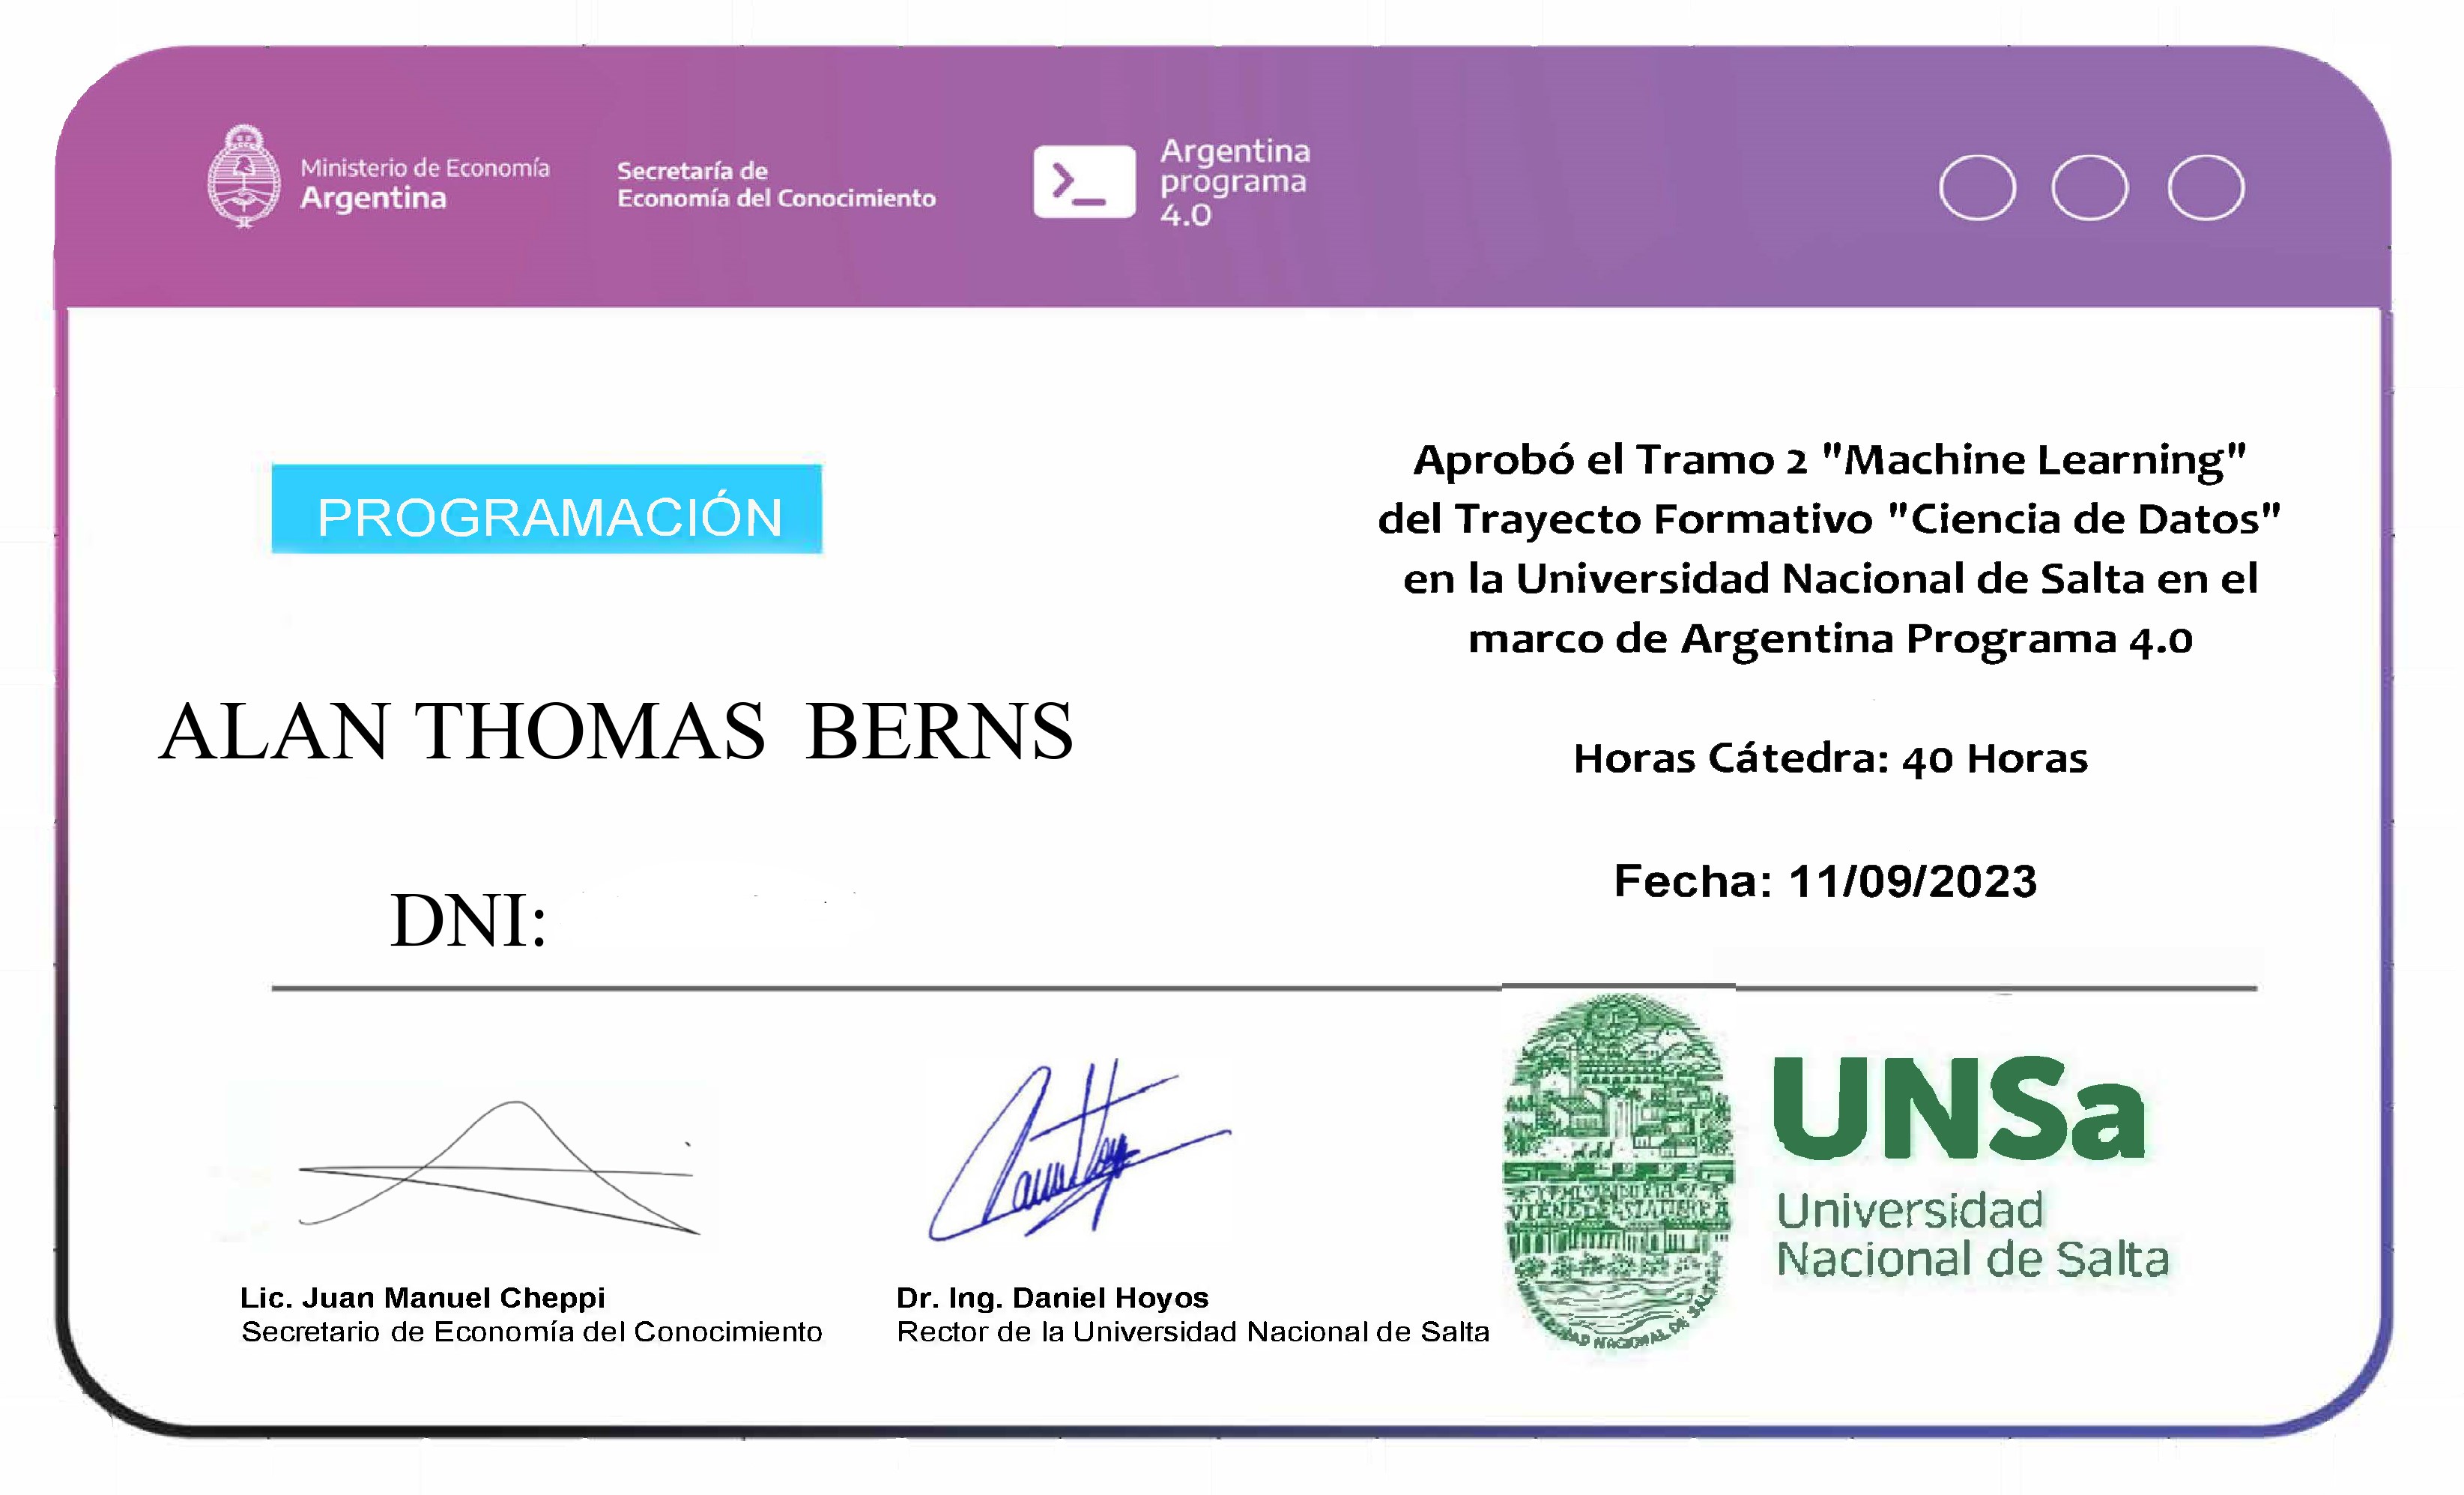 Ministerio de Economía
Argentina
Secretaría de
Economía del Conocimiento
>_
Argentina
programa
4.0
PROGRAMACIÓN
ALAN THOMAS BERNS
DNI:
Aprobó el Tramo 2 "Machine Learning"
del Trayecto Formativo "Ciencia de Datos"
en la Universidad Nacional de Salta en el
marco de Argentina Programa 4.0
Horas Cátedra: 40 Horas
Fecha: 11/09/2023
Lic. Juan Manuel Cheppi
Secretario de Economía del Conocimiento
Dr. Ing. Daniel Hoyos
Rector de la Universidad Nacional de Salta
UNSa
Universidad
Nacional de Salta